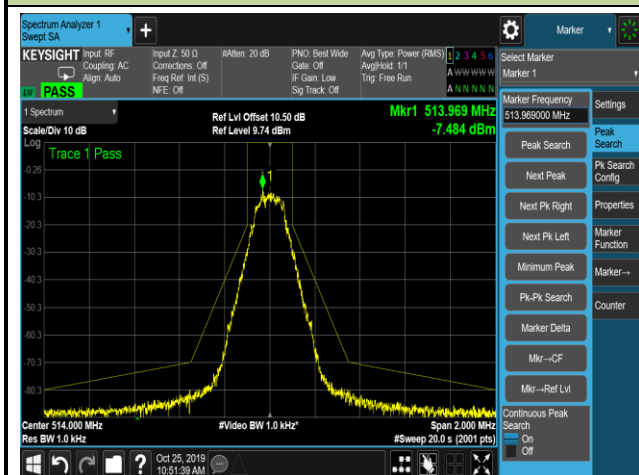 Spectrum Analyzer 1
Swept SA
Marker
KEYSIGHT Input: RF
Coupling: AC
Align: Auto
Input Z: 50 Ω
Corrections: Off
Freq Ref: Int (S)
NFE: Off
#Atten: 20 dB
PNO: Best Wide
Gate: Off
IF Gain: Low
Sig Track: Off
Avg Type: Power (RMS)
Avg|Hold: 1/1
Trig: Free Run
1 2 3 4 5 6
A W W W W W
A N N N N N
LXI PASS
Select Marker
Marker 1
1 Spectrum
Scale/Div 10 dB
Log
Ref Lvl Offset 10.50 dB
Ref Level 9.74 dBm
Mkr1 513.969 MHz
-7.484 dBm
Trace 1 Pass
1
-0.26
-10.3
-20.3
-30.3
-40.3
-50.3
-60.3
-70.3
-80.3
Center 514.000 MHz
Res BW 1.0 kHz
#Video BW 1.0 kHz*
Span 2.000 MHz
#Sweep 20.0 s (2001 pts)
Marker Frequency
513.969000 MHz
Peak Search
Next Peak
Next Pk Right
Next Pk Left
Minimum Peak
Pk-Pk Search
Marker Delta
Mkr→CF
Mkr→Ref Lvl
Continuous Peak
Search
On
Off
Settings
Peak
Search
Pk Search
Config
Properties
Marker
Function
Marker→
Counter
Oct 25, 2019
10:51:39 AM